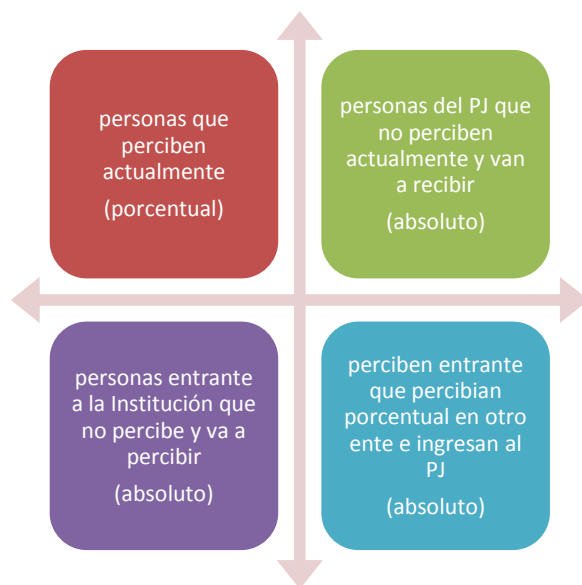 personas que
perciben
actualmente
(porcentual)
personas del PJ que
no perciben
actualmente y van
a recibir
(absoluto)
personas entrante
a la Institución que
no percibe y va a
percibir
(absoluto)
perciben entrante
que percibian
porcentual en otro
ente e ingresan al
PJ
(absoluto)